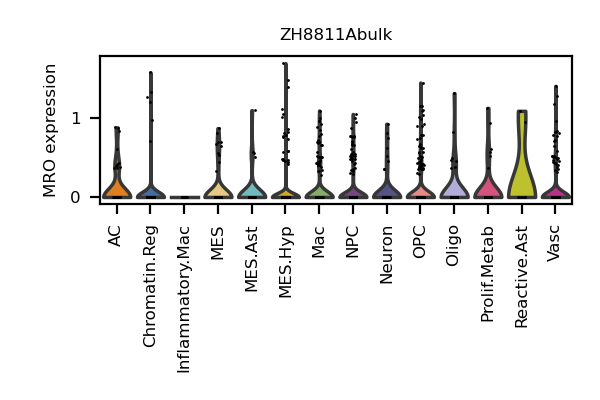 ZH8811Abulk
MRO expression
1
0
AC
Chromatin.Reg
Inflammatory.Mac
MES
MES.Ast
MES.Hyp
Mac
NPC
Neuron
OPC
Oligo
Prolif.Metab
Reactive.Ast
Vasc